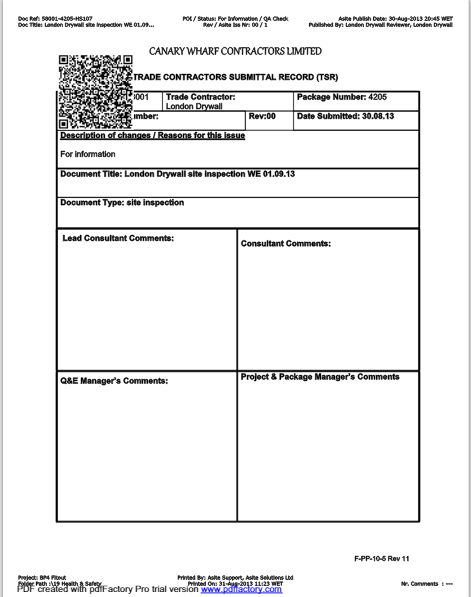 Doc Ref: 58001-4205-HS107 POI / Status: For Information / QA Check Asite Publish Date: 30-Aug-2013 20:45 WET
Doc Title: London Drywall site inspection WE 01.09... Rev / Asite Iss Nr: 00 / 1 Published By: London Drywall Reviewer, London Drywall
CANARY WHARF CONTRACTORS LIMITED
TRADE CONTRACTORS SUBMITTAL RECORD (TSR)
001 Trade Contractor: Package Number: 4205
London Drywall
mber: Rev:00 Date Submitted: 30.08.13
Description of changes / Reasons for this issue
For information
Document Title: London Drywall site inspection WE 01.09.13
Document Type: site inspection
Lead Consultant Comments: Consultant Comments:
Q&E Manager's Comments: Project & Package Manager's Comments
F-PP-10-5 Rev 11
Project: BP4 Fitout Printed By: Asite Support, Asite Solutions Ltd
Folder Path :\19 Health & Safety Printed On: 31-Aug-2013 11:23 WET Nr. Comments : ---
PDF created with pdfFactory Pro trial version www.pdffactory.com